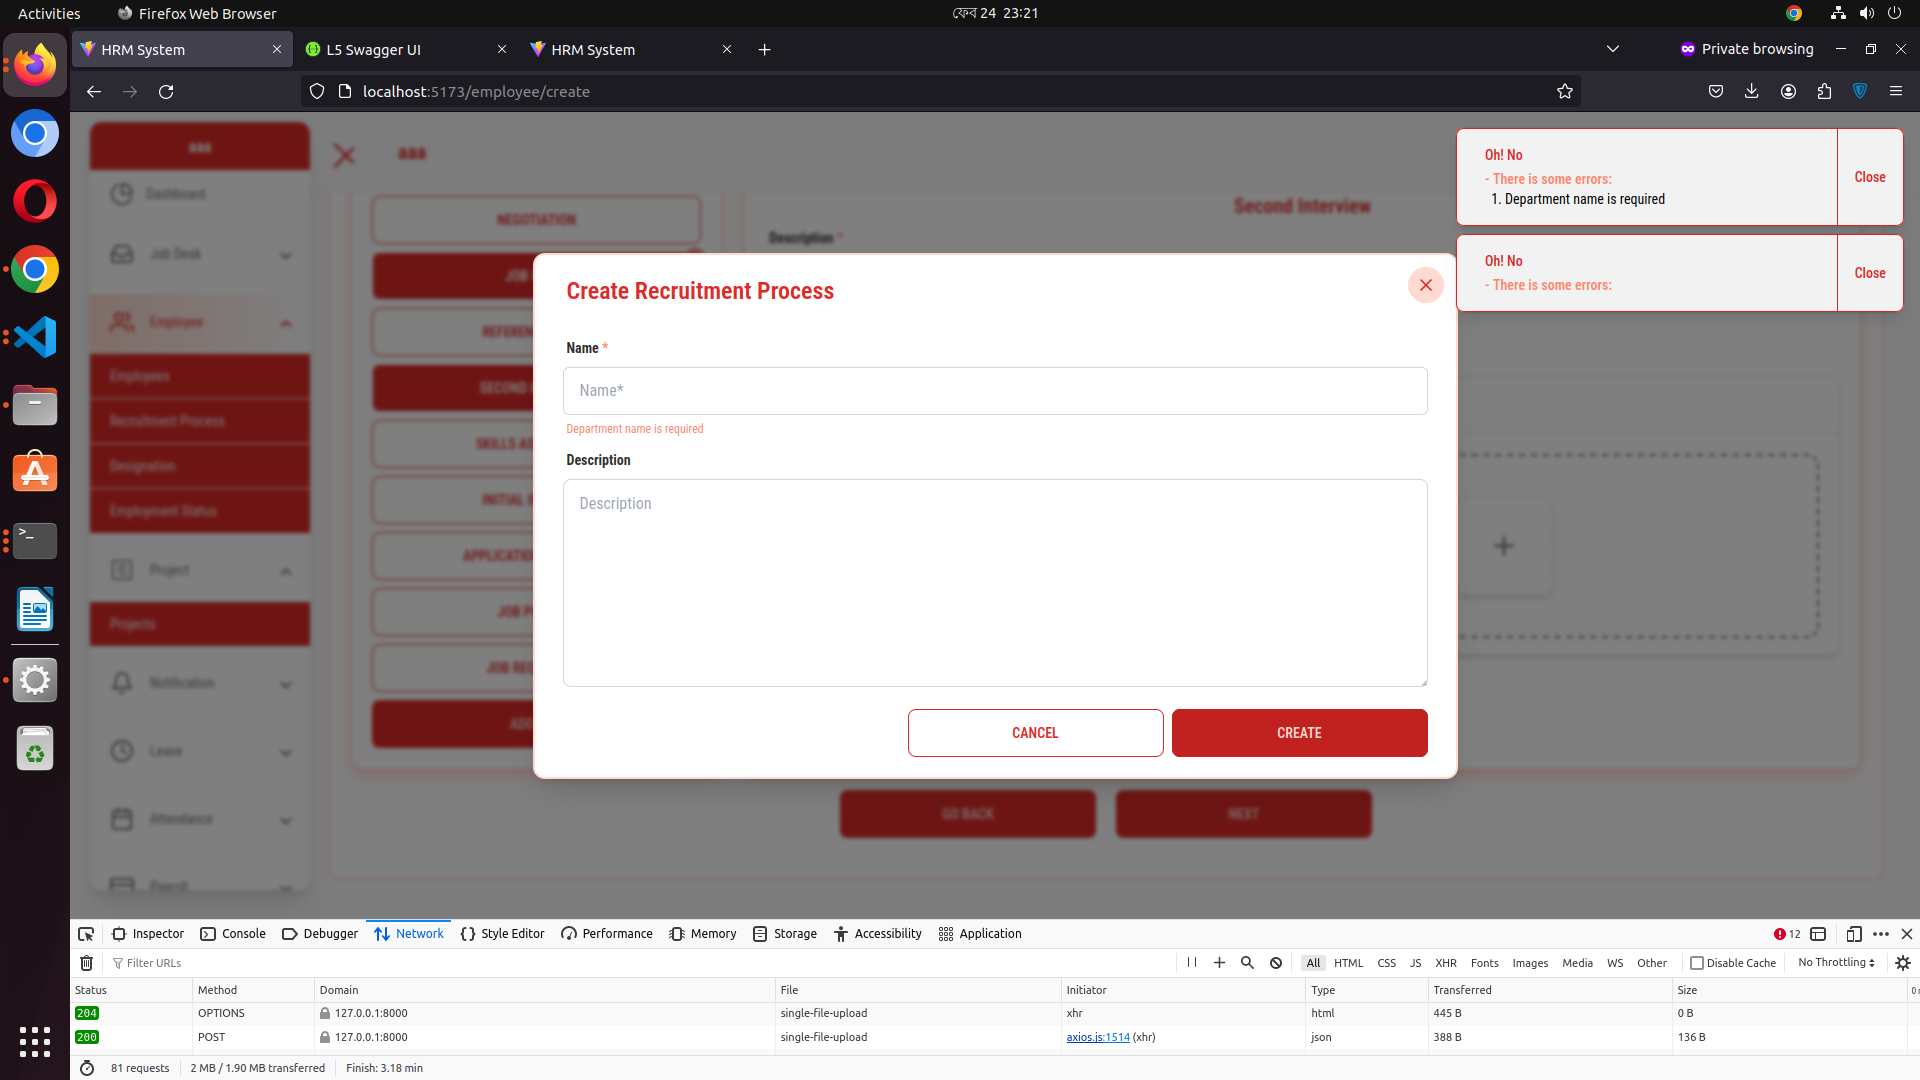 Activities
Firefox Web Browser
ফেব 24 23:21
HRM System
L5 Swagger UI
HRM System
Private browsing
localhost:5173/employee/create
aaa
aaa
Dashboard
Job Desk
Employee
Employees
Recruitment Process
Designation
Employment Status
Project
Projects
Notification
Leave
Attendance
Payroll
NEGOTIATION
JOB
SECOND
SKILLS AS
INITIAL
APPLICATION
JOB
JOB
ADD
Second Interview
Description *
GO BACK
NEXT
Create Recruitment Process
Name *
Name*
Department name is required
Description
Description
CANCEL
CREATE
Oh! No
- There is some errors:
1. Department name is required
Close
Oh! No
- There is some errors:
Close
Inspector
Console
Debugger
Network
Style Editor
Performance
Memory
Storage
Accessibility
Application
12
Filter URLs
All
HTML
CSS
JS
XHR
Fonts
Images
Media
WS
Other
Disable Cache
No Throttling
Status Method Domain File Initiator Type Transferred Size
204 OPTIONS 127.0.0.1:8000 single-file-upload xhr html 445 B 0 B
200 POST 127.0.0.1:8000 single-file-upload axios.js:1514 (xhr) json 388 B 136 B
81 requests
2 MB / 1.90 MB transferred
Finish: 3.18 min